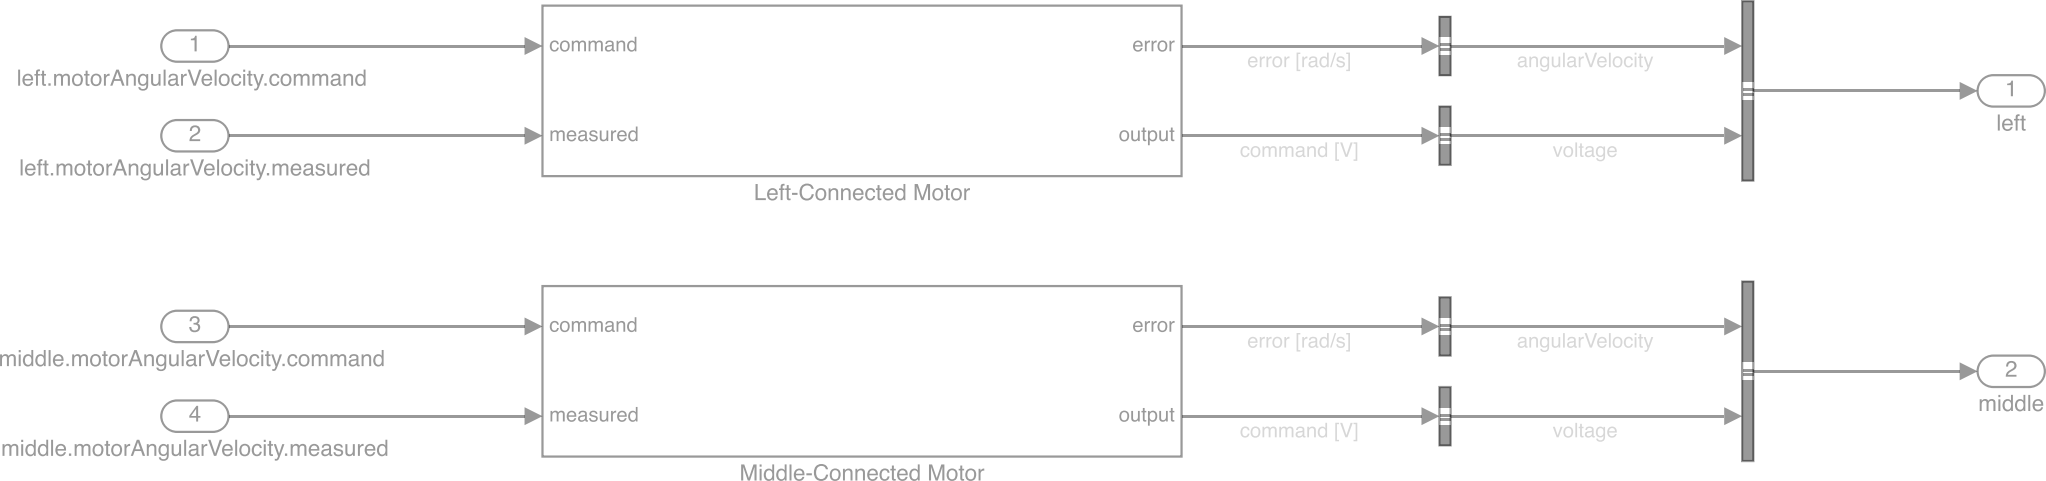 1
left.motorAngularVelocity.command
2
left.motorAngularVelocity.measured
command
measured
error
output
Left-Connected Motor
error [rad/s]
command [V]
angularVelocity
voltage
1
left
3
middle.motorAngularVelocity.command
4
middle.motorAngularVelocity.measured
command
measured
error
output
Middle-Connected Motor
error [rad/s]
command [V]
angularVelocity
voltage
2
middle